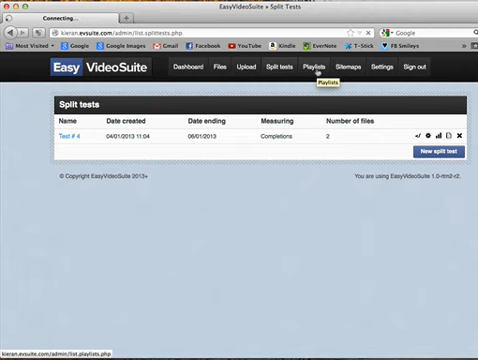 EasyVideoSuite » Split Tests
Connecting...
kieran.evsuite.com/admin/list.splittests.php
Google
Most Visited
Google
Google Images
Gmail
Facebook
YouTube
EverNote
T-Stick
FB Smileys
Easy VideoSuite
Dashboard
Files
Upload
Split tests
Playlists
Sitemaps
Settings
Sign out
Playlists
Split tests
Name Date created Date ending Measuring Number of files
Test # 4 04/01/2013 11:04 06/01/2013 Completions 2
New split test
© Copyright EasyVideoSuite 2013+
You are using EasyVideoSuite 1.0-rtm2-r2.
kieran.evsuite.com/admin/list.playlists.php